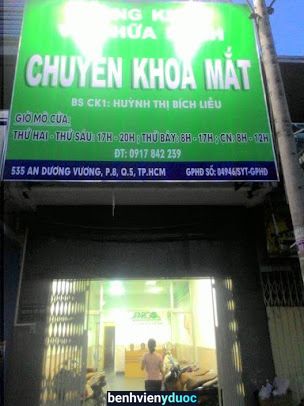 CHUYÊN KHOA MẮT
BS CK1: HUỲNH THỊ BÍCH LIỄU
GIỜ MỞ CỬA:
THỨ HAI - THỨ SÁU: 17H - 20H ; THỨ BẢY: 8H - 17H ; CN: 8H - 12H
ĐT: 0917 842 239
535 AN DƯƠNG VƯƠNG, P.8, Q.5, TP.HCM GPHĐ SỐ: 04946/SYT-GPHĐ
benhvienyduoc